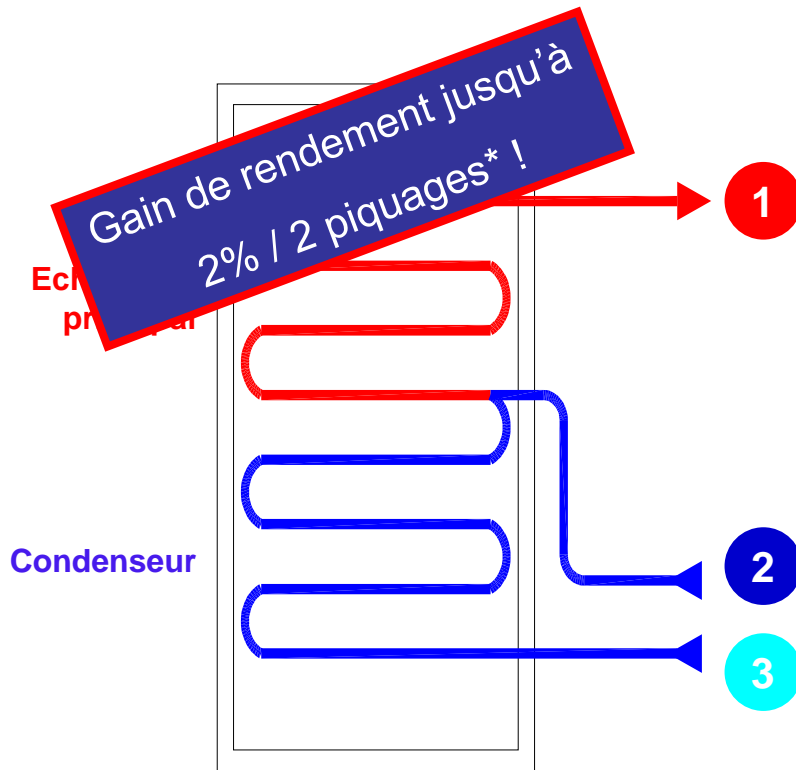 Gain de rendement jusqu’à
2% / 2 piquages* !
1
Condenseur
2
3